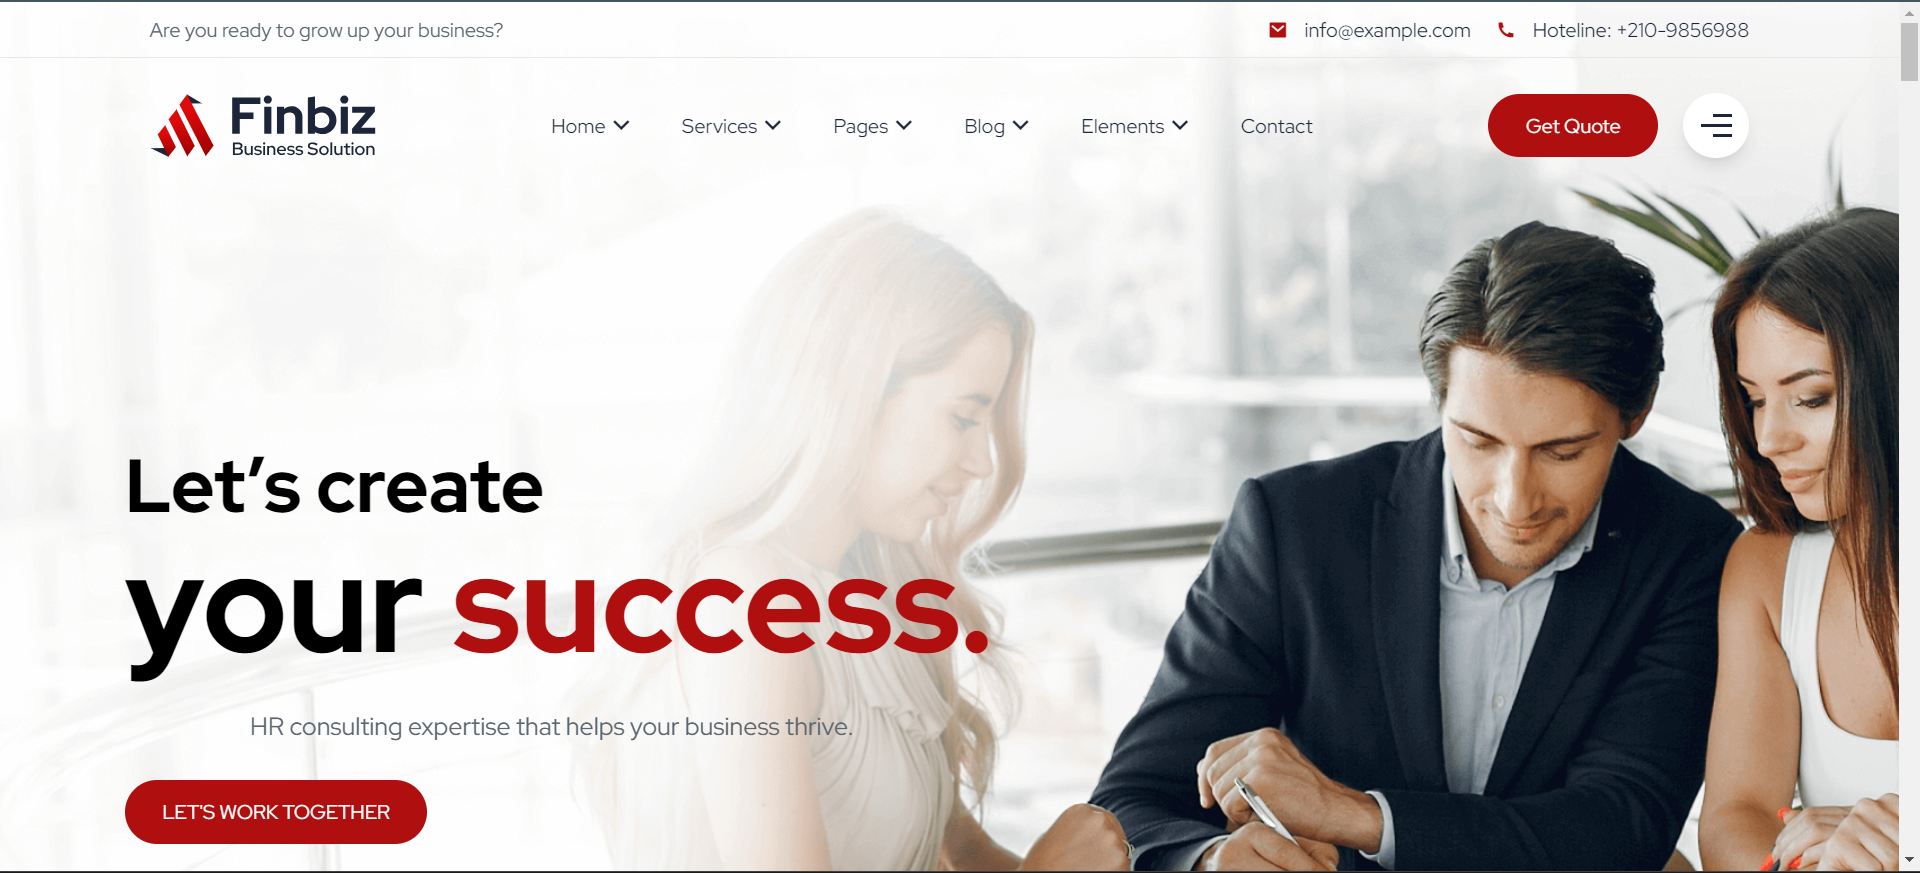 Are you ready to grow up your business?
info@example.com
Hoteline: +210-9856988
Finbiz
Business Solution
Home
Services
Pages
Blog
Elements
Contact
Get Quote
Let’s create
your success.
HR consulting expertise that helps your business thrive.
LET'S WORK TOGETHER